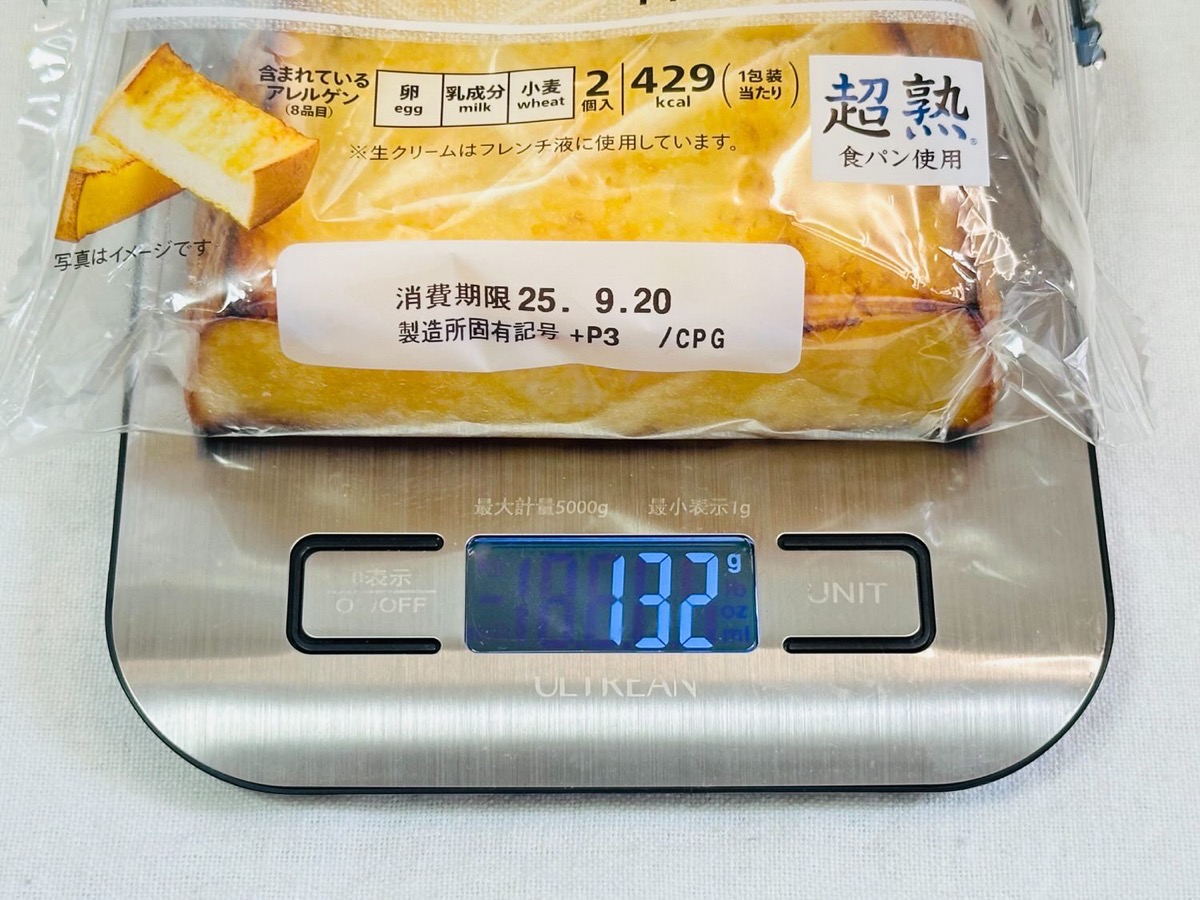 含まれている
アレルゲン
(8品目)
卵
egg
乳成分
milk
小麦
wheat
2
個入
429
kcal
(1包装
当たり)
※生クリームはフレンチ液に使用しています。
超熟®
食パン使用
写真はイメージです
消費期限 25. 9.20
製造所固有記号 +P3 /CPG
最大計量5000g 最小表示1g
0表示
ON/OFF
132 g
lb
oz
ml
UNIT
ULTREAN